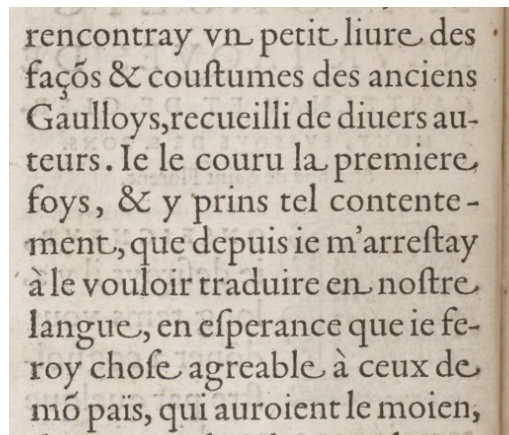 rencontray vn petit liure des
façõs & couſtumes des anciens
Gaulloys,recueilli de diuers au-
teurs. Ie le couru la premiere
foys, & y prins tel contente-
ment, que depuis ie m’arreſtay
à le vouloir traduire en noſtre
langue, en eſperance que ie fe-
roy choſe agreable à ceux de
mõ païs, qui auroient le moien,